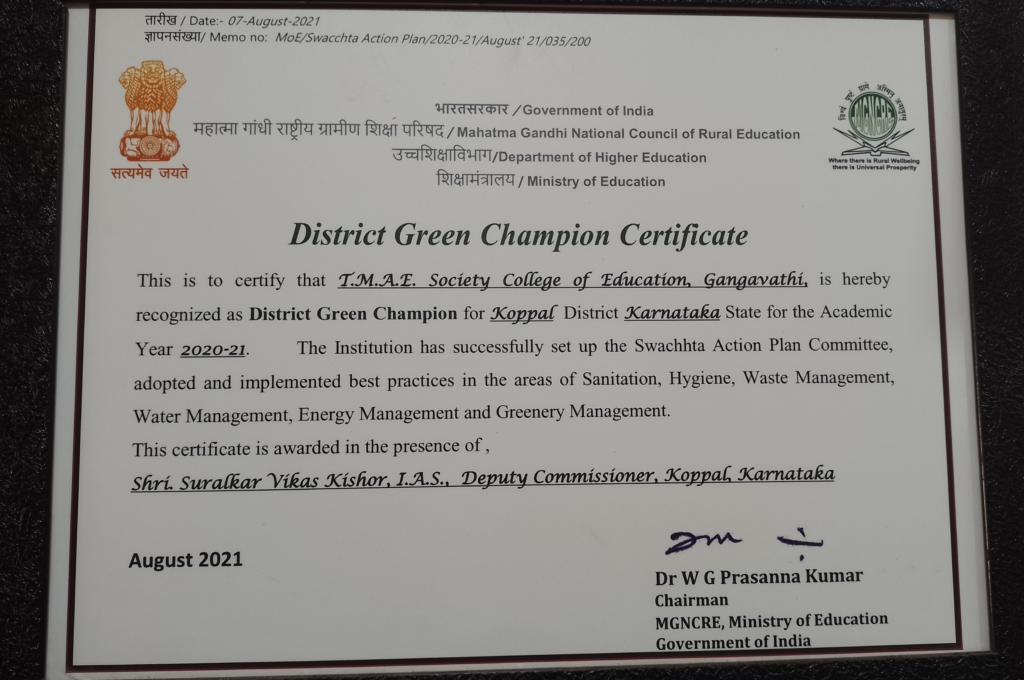 तारीख / Date:- 07-August-2021
ज्ञापनसंख्या/ Memo no: MoE/Swacchta Action Plan/2020-21/August' 21/035/200
सत्यमेव जयते
भारतसरकार / Government of India
महात्मा गांधी राष्ट्रीय ग्रामीण शिक्षा परिषद / Mahatma Gandhi National Council of Rural Education
उच्चशिक्षाविभाग/Department of Higher Education
शिक्षामंत्रालय / Ministry of Education
MGNCRE
Where there is Rural Wellbeing
there is Universal Prosperity
District Green Champion Certificate
This is to certify that T.M.A.E. Society College of Education, Gangavathi, is hereby
recognized as District Green Champion for Koppal District Karnataka State for the Academic
Year 2020-21. The Institution has successfully set up the Swachhta Action Plan Committee,
adopted and implemented best practices in the areas of Sanitation, Hygiene, Waste Management,
Water Management, Energy Management and Greenery Management.
This certificate is awarded in the presence of ,
Shri. Suralkar Vikas Kishor, I.A.S., Deputy Commissioner, Koppal, Karnataka
August 2021
Dr W G Prasanna Kumar
Chairman
MGNCRE, Ministry of Education
Government of India